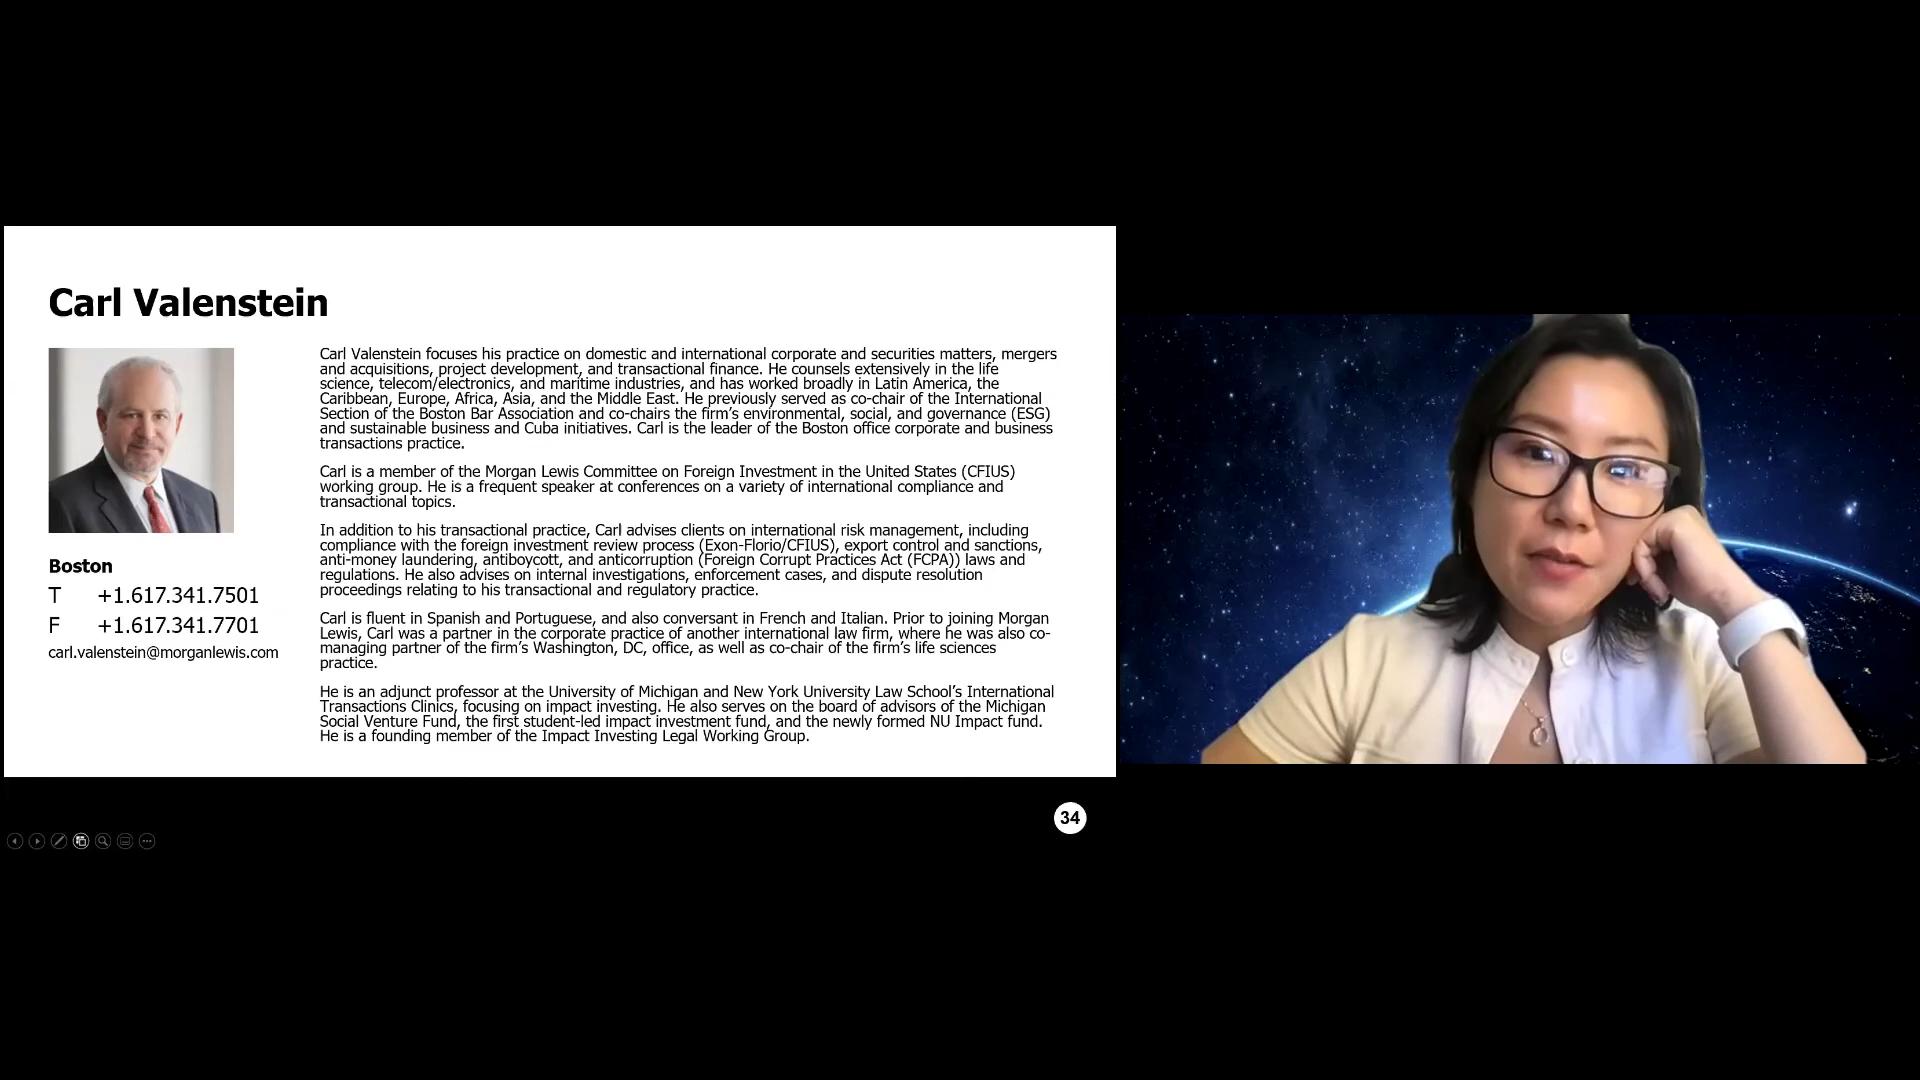 Carl Valenstein
Carl Valenstein focuses his practice on domestic and international corporate and securities matters, mergers
and acquisitions, project development, and transactional finance. He counsels extensively in the life
science, telecom/electronics, and maritime industries, and has worked broadly in Latin America, the
Caribbean, Europe, Africa, Asia, and the Middle East. He previously served as co-chair of the International
Section of the Boston Bar Association and co-chairs the firm's environmental, social, and governance (ESG)
and sustainable business and Cuba initiatives. Carl is the leader of the Boston office corporate and business
transactions practice.
Carl is a member of the Morgan Lewis Committee on Foreign Investment in the United States (CFIUS)
working group. He is a frequent speaker at conferences on a variety of international compliance and
transactional topics.
In addition to his transactional practice, Carl advises clients on international risk management, including
compliance with the foreign investment review process (Exon-Florio/CFIUS), export control and sanctions,
anti-money laundering, antiboycott, and anticorruption (Foreign Corrupt Practices Act (FCPA)) laws and
regulations. He also advises on internal investigations, enforcement cases, and dispute resolution
proceedings relating to his transactional and regulatory practice.
Carl is fluent in Spanish and Portuguese, and also conversant in French and Italian. Prior to joining Morgan
Lewis, Carl was a partner in the corporate practice of another international law firm, where he was also co-
managing partner of the firm's Washington, DC, office, as well as co-chair of the firm's life sciences
practice.
He is an adjunct professor at the University of Michigan and New York University Law School's International
Transactions Clinics, focusing on impact investing. He also serves on the board of advisors of the Michigan
Social Venture Fund, the first student-led impact investment fund, and the newly formed NU Impact fund.
He is a founding member of the Impact Investing Legal Working Group.
Boston
T +1.617.341.7501
F +1.617.341.7701
carl.valenstein@morganlewis.com
34